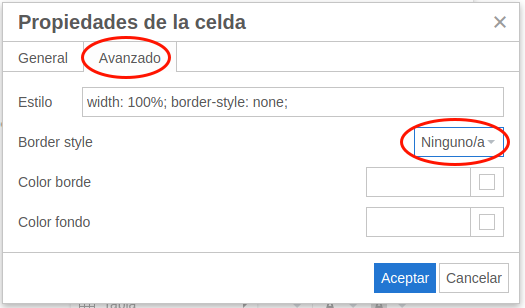 Propiedades de la celda
General Avanzado
Estilo width: 100%; border-style: none;
Border style Ninguno/a
Color borde
Color fondo
Aceptar Cancelar